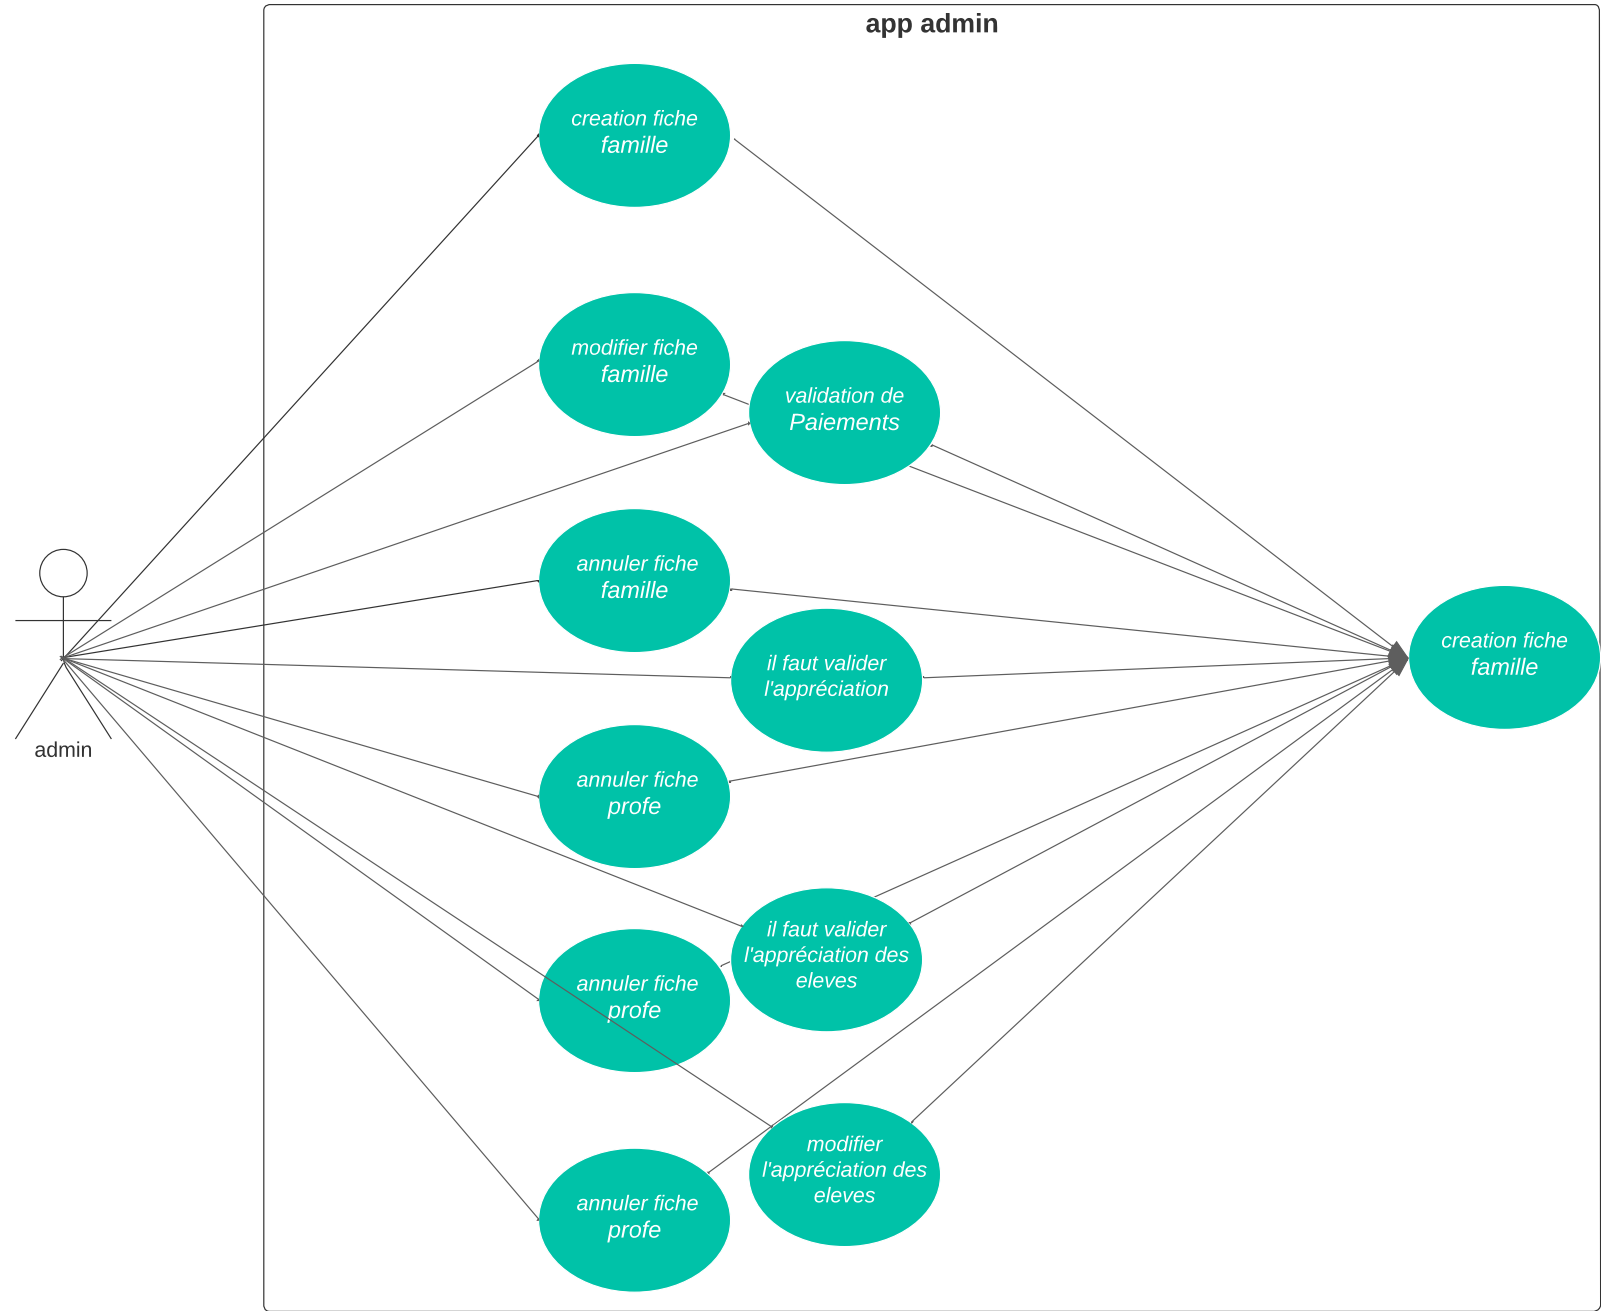 app admin
creation fiche
famille
modifier fiche
famille
validation de
Paiements
annuler fiche
famille
il faut valider
l'appréciation
creation fiche
famille
admin
annuler fiche
profe
il faut valider
l'appréciation des
eleves
annuler fiche
profe
modifier
l'appréciation des
eleves
annuler fiche
profe